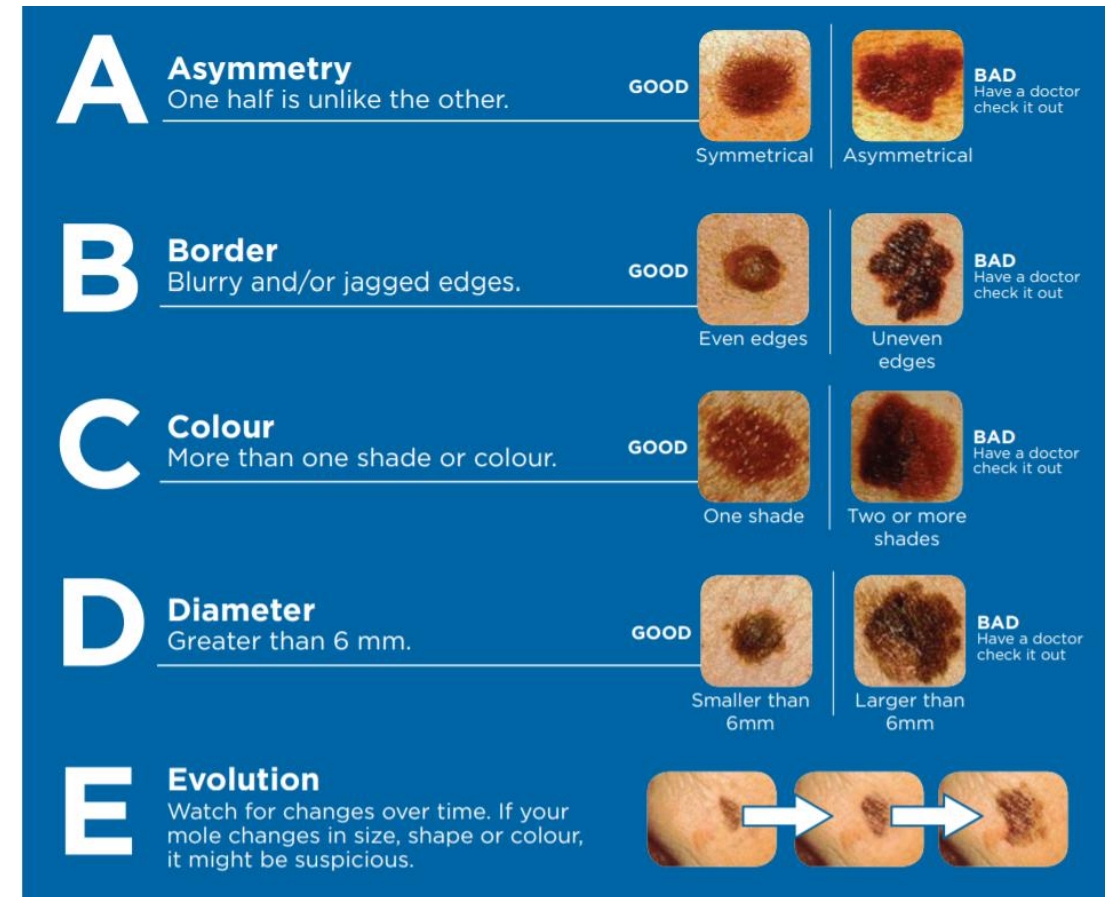 A
Asymmetry
One half is unlike the other.
GOOD
Symmetrical
Asymmetrical
BAD
Have a doctor
check it out
B
Border
Blurry and/or jagged edges.
GOOD
Even edges
Uneven
edges
BAD
Have a doctor
check it out
C
Colour
More than one shade or colour.
GOOD
One shade
Two or more
shades
BAD
Have a doctor
check it out
D
Diameter
Greater than 6 mm.
GOOD
Smaller than
6mm
Larger than
6mm
BAD
Have a doctor
check it out
E
Evolution
Watch for changes over time. If your
mole changes in size, shape or colour,
it might be suspicious.